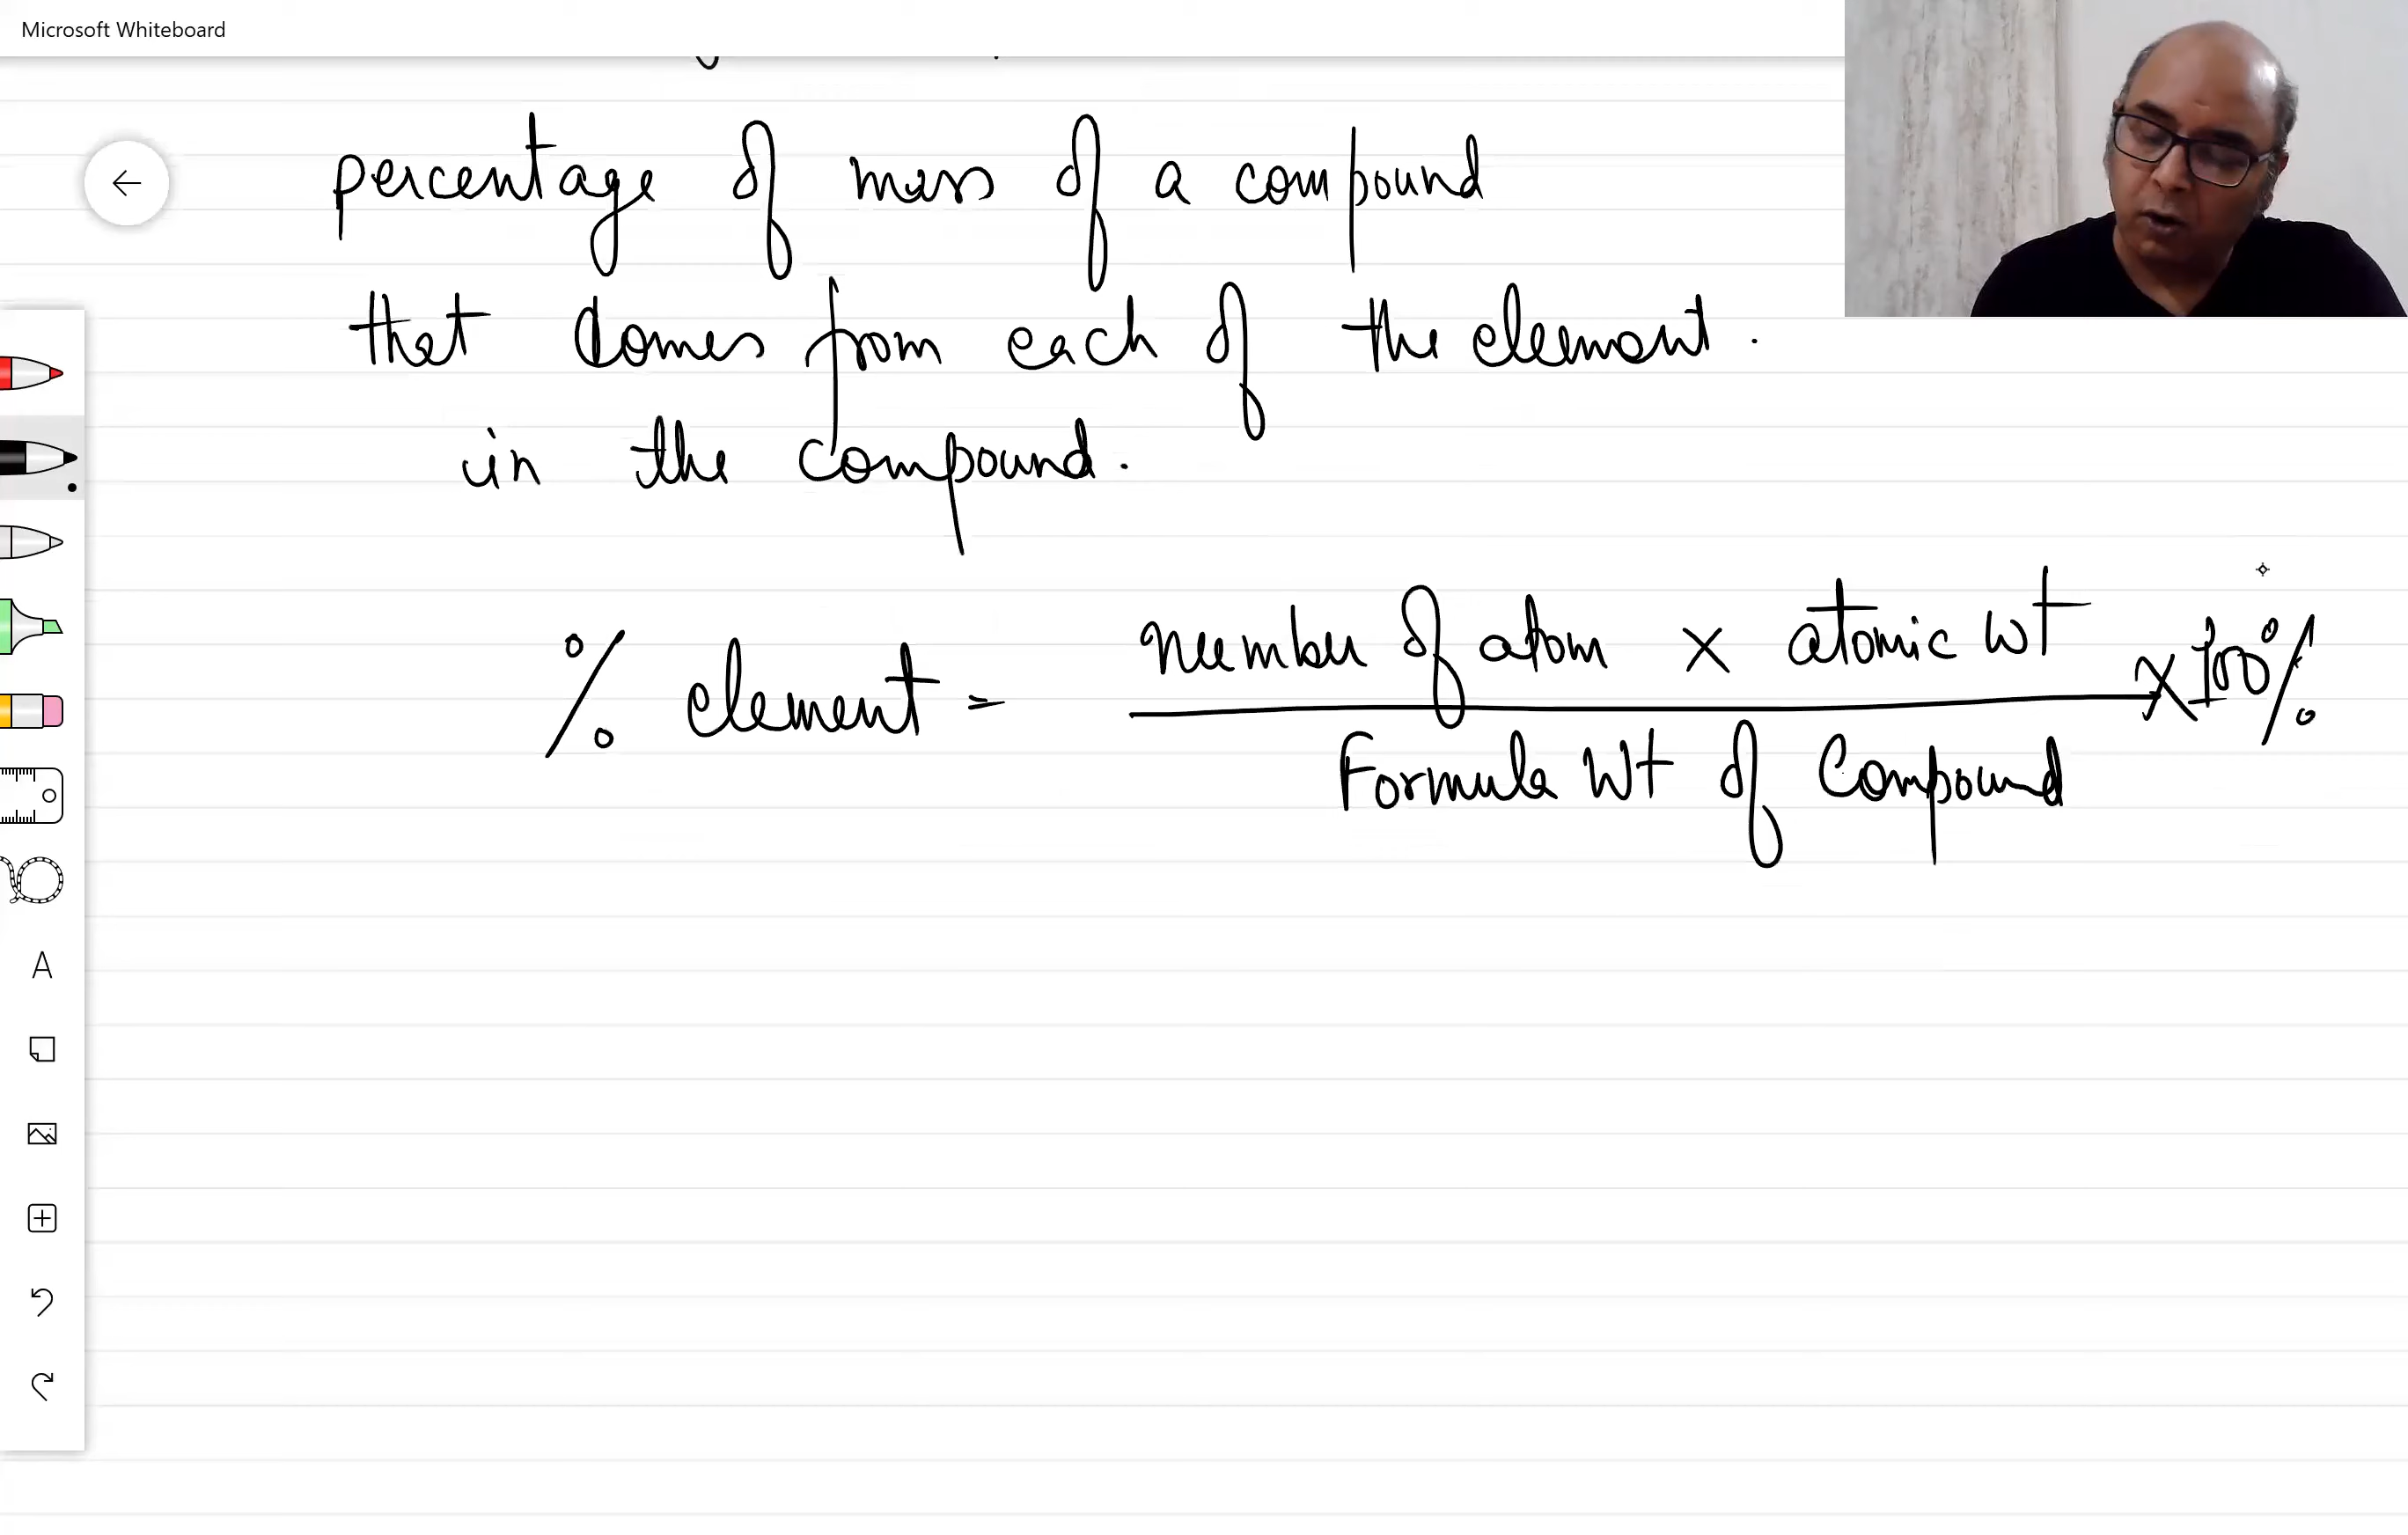 Microsoft Whiteboard
percentage of mass of a compound
that comes from each of the element.
in the compound.
% element = number of atom × atomic wt × 100%
Formula Wt of Compound
A